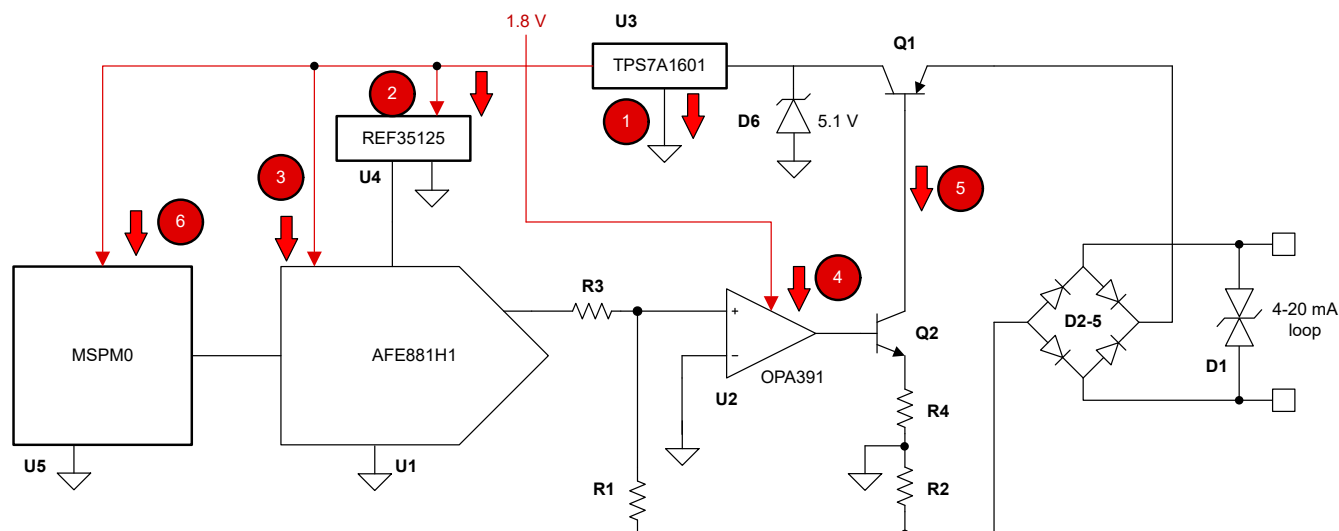 1.8 V
U3
Q1
TPS7A1601
2
1
D6
5.1 V
REF35125
U4
3
5
6
4
R3
4-20 mA
loop
D2-5
MSPM0
AFE881H1
+
−
OPA391
Q2
D1
U2
R4
U5
U1
R1
R2